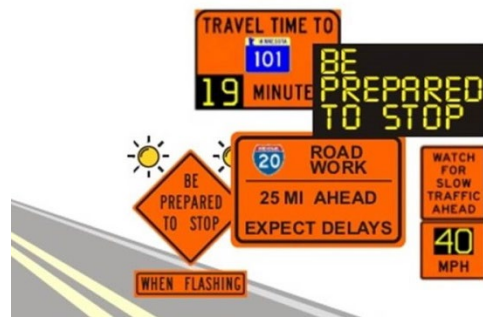 TRAVEL TIME TO
MINNESOTA
101
19 MINUTE
BE
PREPARED
TO STOP
BE
PREPARED
TO STOP
WHEN FLASHING
20
ROAD
WORK
25 MI AHEAD
EXPECT DELAYS
WATCH
FOR
SLOW
TRAFFIC
AHEAD
40
MPH